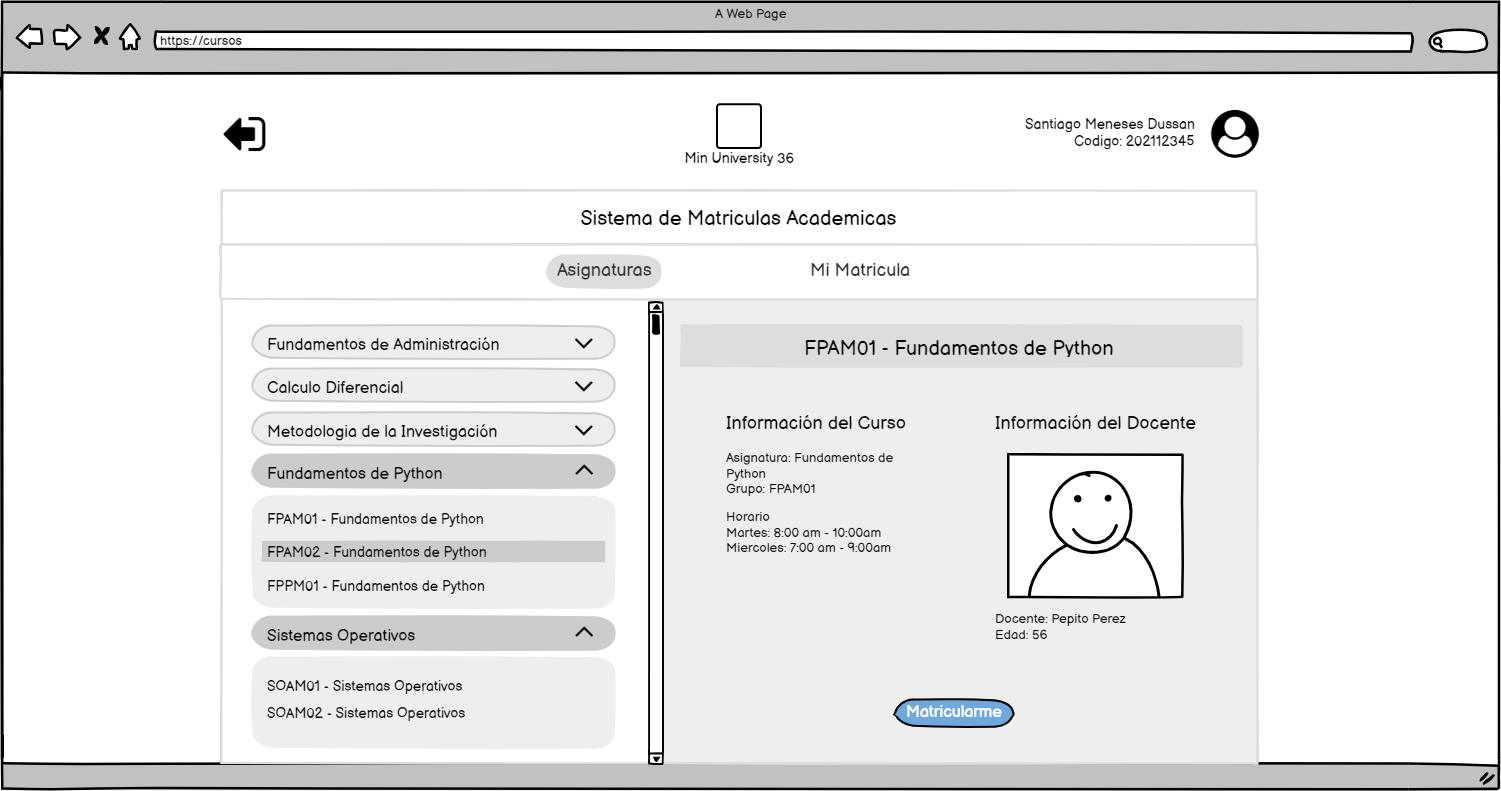 A Web Page
https://cursos
Santiago Meneses Dussan
Codigo: 202112345
Min University 36
Sistema de Matriculas Academicas
Asignaturas
Mi Matricula
Fundamentos de Administración
Calculo Diferencial
Metodologia de la Investigación
Fundamentos de Python
FPAM01 - Fundamentos de Python
FPAM02 - Fundamentos de Python
FPPM01 - Fundamentos de Python
Sistemas Operativos
SOAM01 - Sistemas Operativos
SOAM02 - Sistemas Operativos
FPAM01 - Fundamentos de Python
Información del Curso
Asignatura: Fundamentos de
Python
Grupo: FPAM01
Horario
Martes: 8:00 am - 10:00am
Miercoles: 7:00 am - 9:00am
Información del Docente
Docente: Pepito Perez
Edad: 56
Matricularme